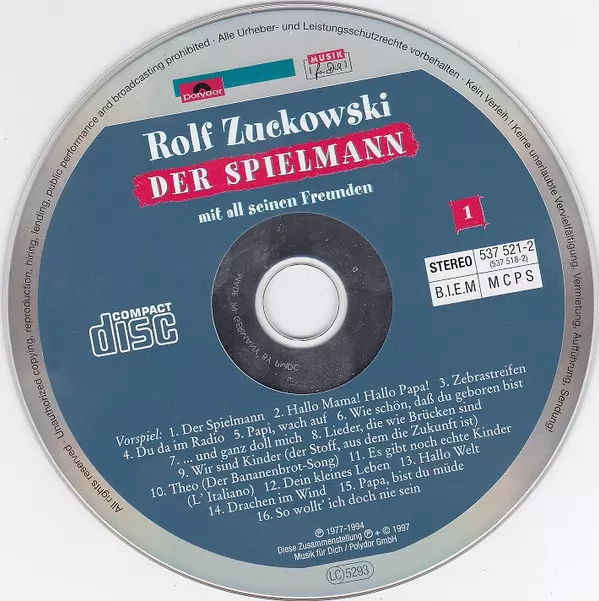 All rights reserved · Unauthorized copying, reproduction, hiring, lending, public performance and broadcasting prohibited · Alle Urheber- und Leistungsschutzrechte vorbehalten · Kein Verleih ! Keine unerlaubte Vervielfältigung, Vermietung, Aufführung, Sendung!
Polydor
MUSIK
für Dich
Rolf Zuckowski
DER SPIELMANN
mit all seinen Freunden
1
STEREO 537 521-2
(537 518-2)
B.I.E.M M C P S
COMPACT
disc
MADE IN GERMANY BY PMDC
Vorspiel: 1. Der Spielmann 2. Hallo Mama! Hallo Papa! 3. Zebrastreifen
4. Du da im Radio 5. Papi, wach auf 6. Wie schön, daß du geboren bist
7. ... und ganz doll mich 8. Lieder, die wie Brücken sind
9. Wir sind Kinder (der Stoff, aus dem die Zukunft ist)
10. Theo (Der Bananenbrot-Song) 11. Es gibt noch echte Kinder
(L' Italiano) 12. Dein kleines Leben 13. Hallo Welt
14. Drachen im Wind 15. Papa, bist du müde
16. So wollt' ich doch nie sein
℗ 1977-1994
Diese Zusammenstellung ℗ + © 1997
Musik für Dich / Polydor GmbH
LC 5293